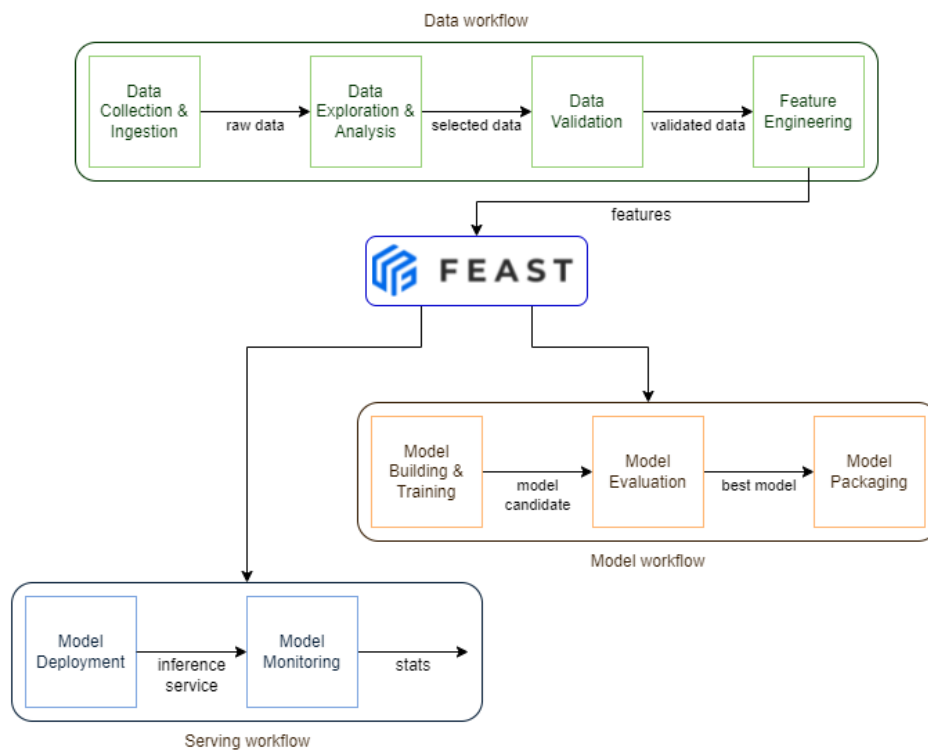 Data workflow
Data
Collection &
Ingestion
raw data
Data
Exploration &
Analysis
selected data
Data
Validation
validated data
Feature
Engineering
features
FEAST
Model
Building &
Training
model
candidate
Model
Evaluation
best model
Model
Packaging
Model workflow
Model
Deployment
inference
service
Model
Monitoring
stats
Serving workflow